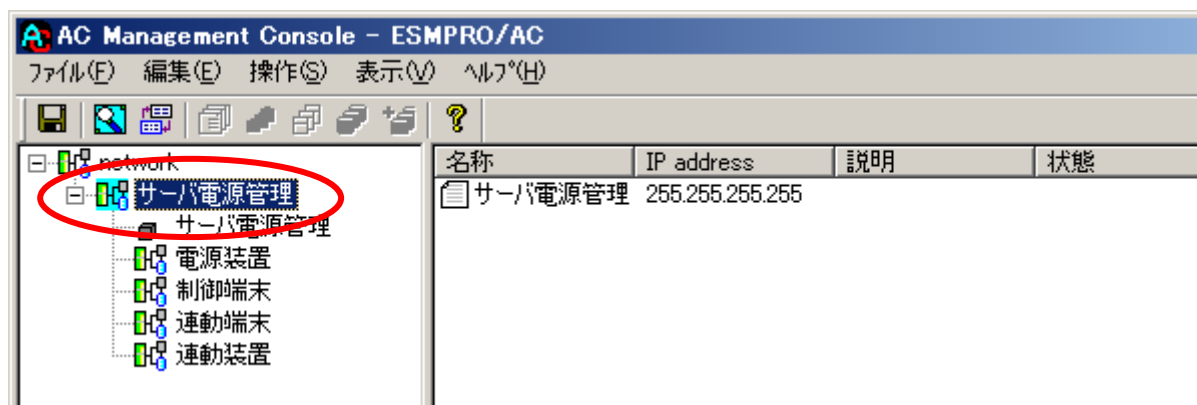 AC Management Console - ESMPRO/AC
ファイル(F) 編集(E) 操作(S) 表示(V) ヘルプ(H)
network
サーバ電源管理
サーバ電源管理
電源装置
制御端末
連動端末
連動装置
名称 IP address 説明 状態
サーバ電源管理 255.255.255.255